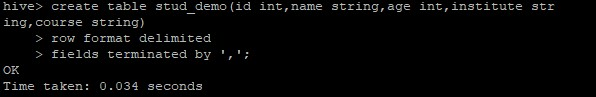 hive> create table stud_demo(id int,name string,age int,institute str
ing,course string)
    > row format delimited
    > fields terminated by ',';
OK
Time taken: 0.034 seconds